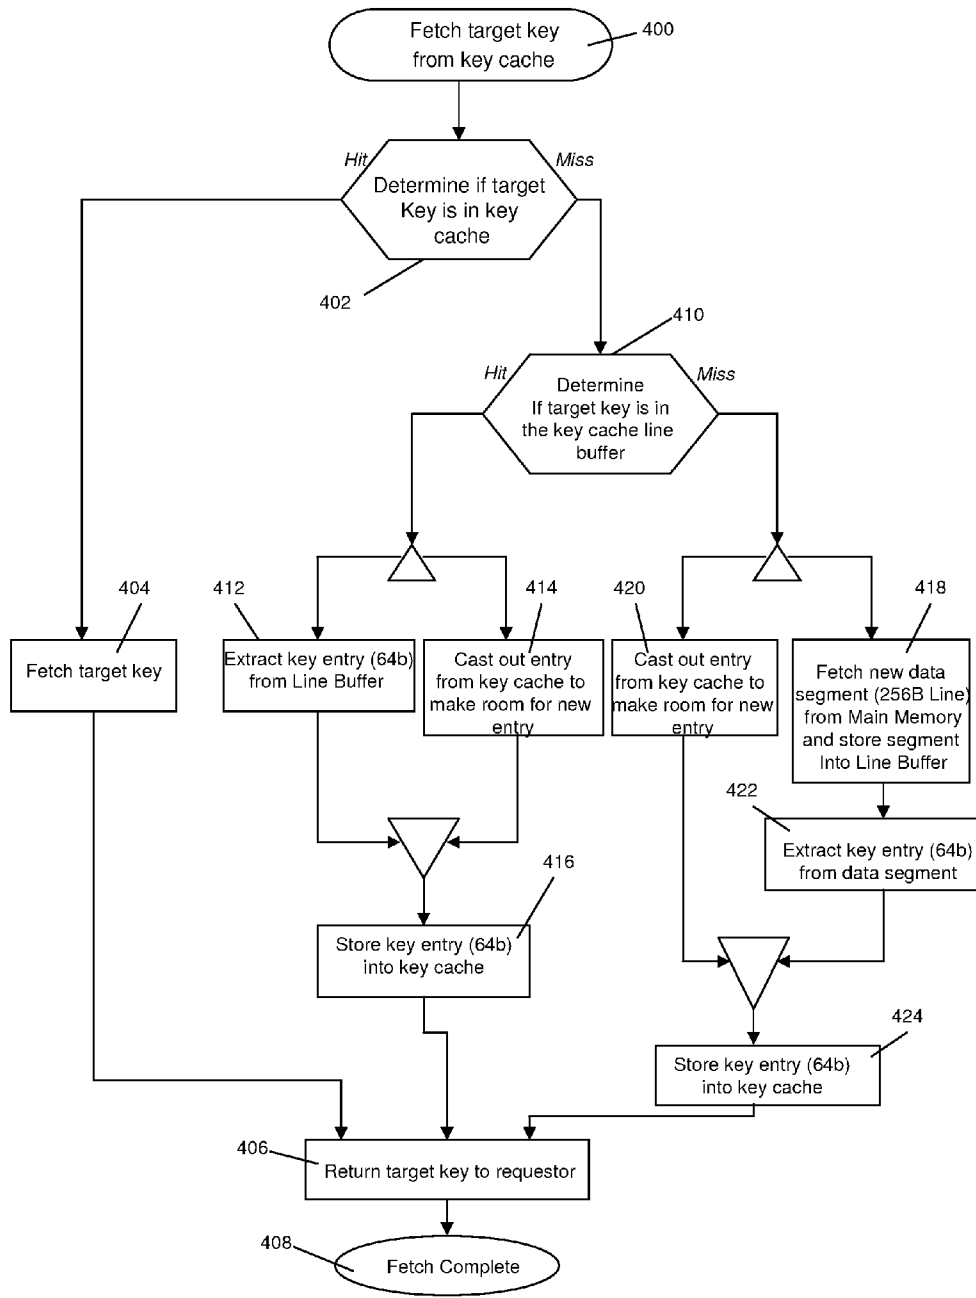 Fetch target key
from key cache
400
Hit
Miss
Determine if target
Key is in key
cache
402
410
Hit
Miss
Determine
If target key is in
the key cache line
buffer
404
412
414
420
418
Fetch target key
Extract key entry (64b)
from Line Buffer
Cast out entry
from key cache to
make room for new
entry
Cast out entry
from key cache to
make room for new
entry
Fetch new data
segment (256B Line)
from Main Memory
and store segment
Into Line Buffer
422
Extract key entry (64b)
from data segment
416
Store key entry (64b)
into key cache
424
Store key entry (64b)
into key cache
406
Return target key to requestor
408
Fetch Complete